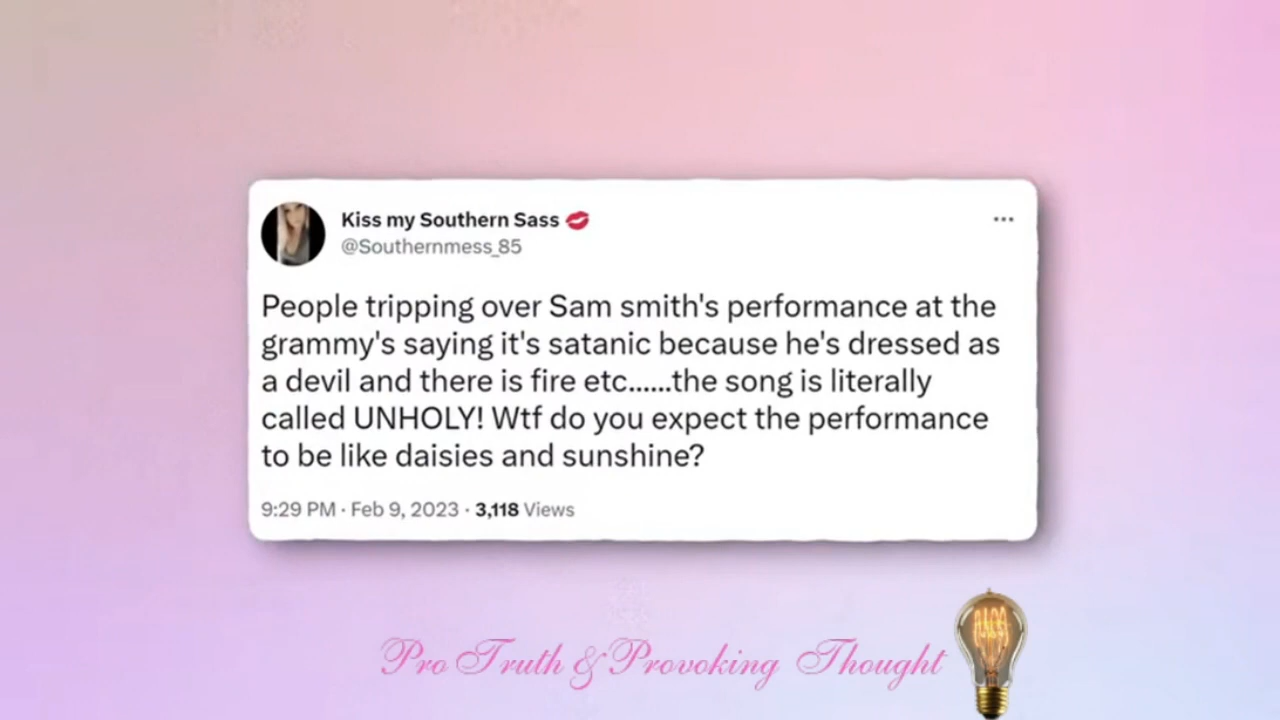 Kiss my Southern Sass 💋
@Southernmess_85
People tripping over Sam smith's performance at the
grammy's saying it's satanic because he's dressed as
a devil and there is fire etc......the song is literally
called UNHOLY! Wtf do you expect the performance
to be like daisies and sunshine?
9:29 PM · Feb 9, 2023 · 3,118 Views
Pro Truth & Provoking Thought